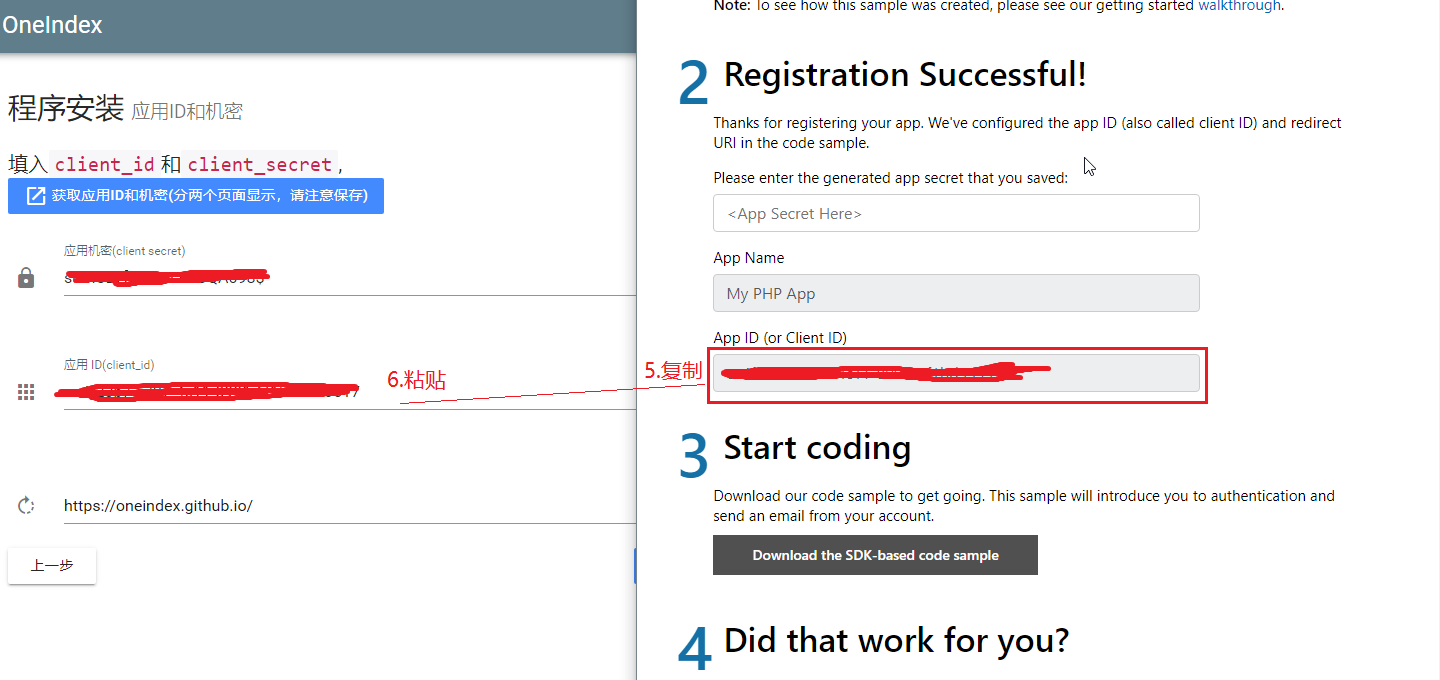 OneIndex
程序安装 应用ID和机密
填入 client_id 和 client_secret ,
获取应用ID和机密(分两个页面显示，请注意保存)
应用机密(client secret)
应用 ID(client_id)
6.粘贴
https://oneindex.github.io/
上一步
Note: To see how this sample was created, please see our getting started walkthrough.
2 Registration Successful!
Thanks for registering your app. We've configured the app ID (also called client ID) and redirect
URI in the code sample.
Please enter the generated app secret that you saved:
<App Secret Here>
App Name
My PHP App
App ID (or Client ID)
5.复制
3 Start coding
Download our code sample to get going. This sample will introduce you to authentication and
send an email from your account.
Download the SDK-based code sample
4 Did that work for you?